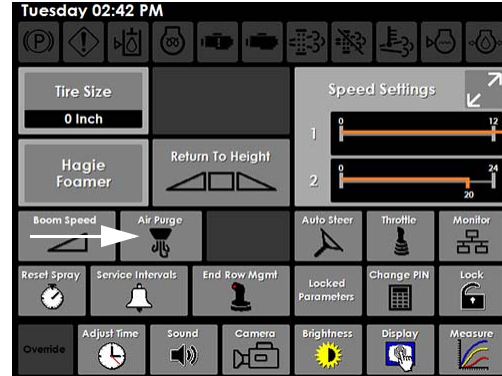 Tuesday 02:42 PM
(P)
Tire Size
0 Inch
Speed Settings
1
0
12
Hagie
Foamer
Return To Height
2
0
24
20
Boom Speed
Air Purge
Auto Steer
Throttle
Monitor
Reset Spray
Service Intervals
End Row Mgmt
Locked
Parameters
Change PIN
Lock
Override
Adjust Time
Sound
Camera
Brightness
Display
Measure